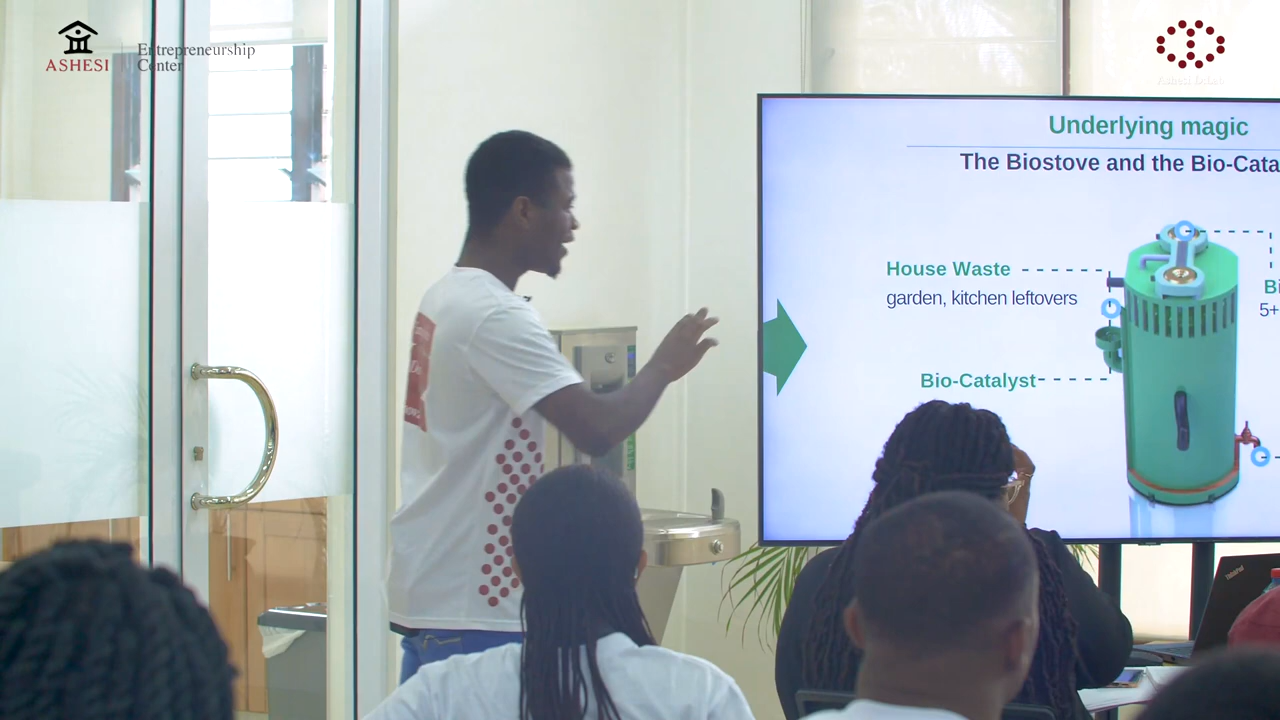 ASHESI
Entrepreneurship
Center
Underlying magic
The Biostove and the Bio-Cata
House Waste
garden, kitchen leftovers
Bi
5+
Bio-Catalyst
ThinkPad